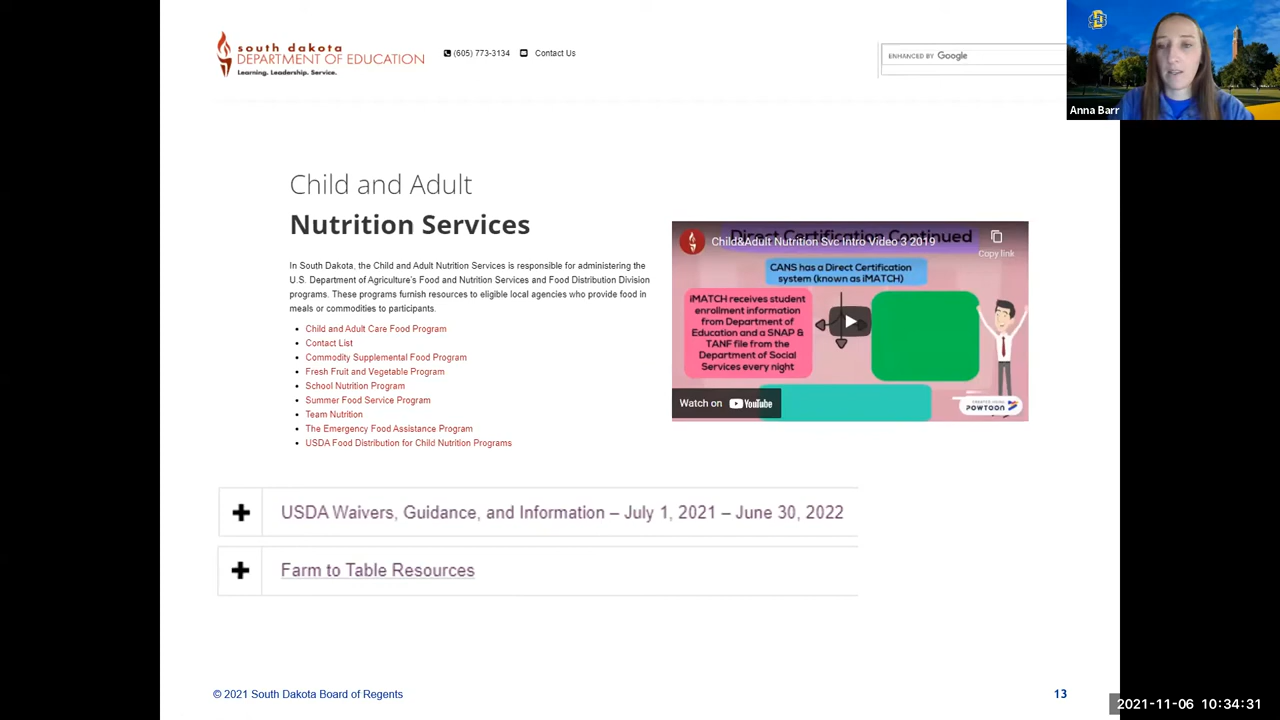 south dakota
DEPARTMENT OF EDUCATION
Learning. Leadership. Service.
(605) 773-3134
Contact Us
ENHANCED BY Google
Anna Barr
Child and Adult
Nutrition Services
In South Dakota, the Child and Adult Nutrition Services is responsible for administering the
U.S. Department of Agriculture's Food and Nutrition Services and Food Distribution Division
programs. These programs furnish resources to eligible local agencies who provide food in
meals or commodities to participants.
Child and Adult Care Food Program
Contact List
Commodity Supplemental Food Program
Fresh Fruit and Vegetable Program
School Nutrition Program
Summer Food Service Program
Team Nutrition
The Emergency Food Assistance Program
USDA Food Distribution for Child Nutrition Programs
Direct Certification Continued
Child&Adult Nutrition Svc Intro Video 3 2019
Copy link
CANS has a Direct Certification
system (known as iMATCH)
iMATCH receives student
enrollment information
from Department of
Education and a SNAP &
TANF file from the
Department of Social
Services every night
Watch on YouTube
POWTOON
USDA Waivers, Guidance, and Information – July 1, 2021 – June 30, 2022
Farm to Table Resources
© 2021 South Dakota Board of Regents
13
2021-11-06 10:34:31